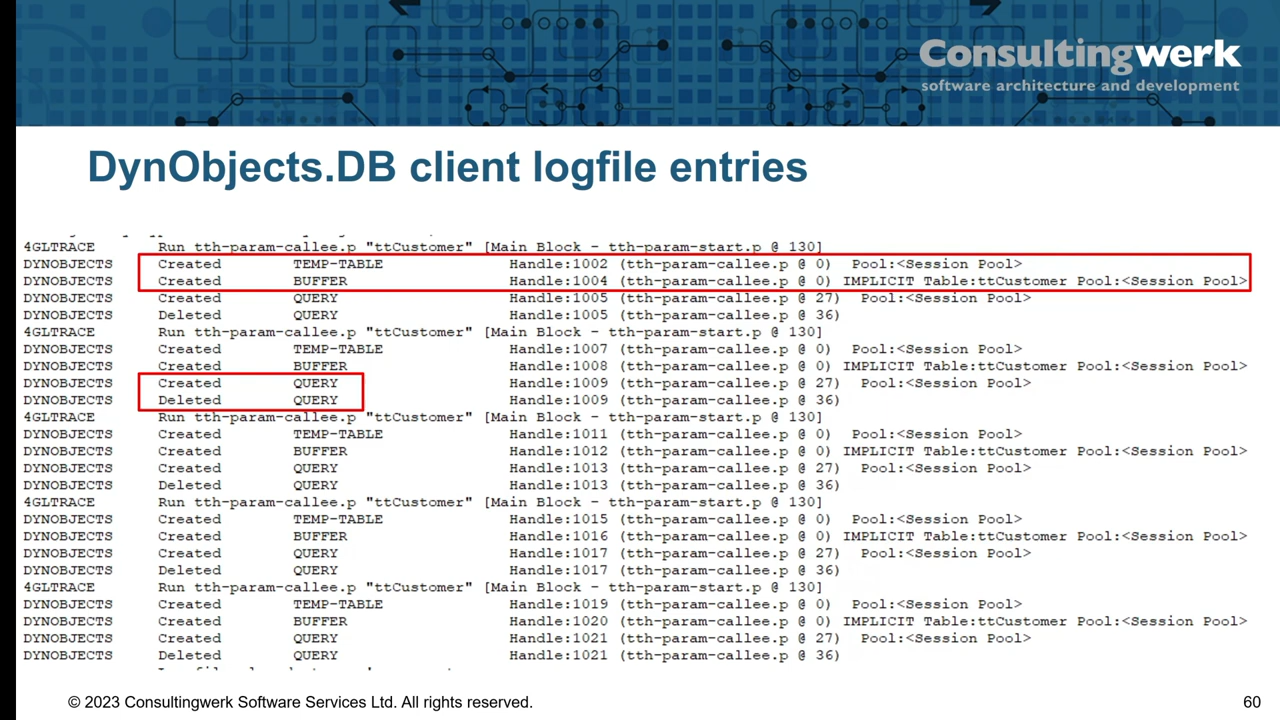 Consultingwerk
software architecture and development
DynObjects.DB client logfile entries
4GLTRACE Run tth-param-callee.p "ttCustomer" [Main Block - tth-param-start.p @ 130]
DYNOBJECTS Created TEMP-TABLE Handle:1002 (tth-param-callee.p @ 0) Pool:<Session Pool>
DYNOBJECTS Created BUFFER Handle:1004 (tth-param-callee.p @ 0) IMPLICIT Table:ttCustomer Pool:<Session Pool>
DYNOBJECTS Created QUERY Handle:1005 (tth-param-callee.p @ 27) Pool:<Session Pool>
DYNOBJECTS Deleted QUERY Handle:1005 (tth-param-callee.p @ 36)
4GLTRACE Run tth-param-callee.p "ttCustomer" [Main Block - tth-param-start.p @ 130]
DYNOBJECTS Created TEMP-TABLE Handle:1007 (tth-param-callee.p @ 0) Pool:<Session Pool>
DYNOBJECTS Created BUFFER Handle:1008 (tth-param-callee.p @ 0) IMPLICIT Table:ttCustomer Pool:<Session Pool>
DYNOBJECTS Created QUERY Handle:1009 (tth-param-callee.p @ 27) Pool:<Session Pool>
DYNOBJECTS Deleted QUERY Handle:1009 (tth-param-callee.p @ 36)
4GLTRACE Run tth-param-callee.p "ttCustomer" [Main Block - tth-param-start.p @ 130]
DYNOBJECTS Created TEMP-TABLE Handle:1011 (tth-param-callee.p @ 0) Pool:<Session Pool>
DYNOBJECTS Created BUFFER Handle:1012 (tth-param-callee.p @ 0) IMPLICIT Table:ttCustomer Pool:<Session Pool>
DYNOBJECTS Created QUERY Handle:1013 (tth-param-callee.p @ 27) Pool:<Session Pool>
DYNOBJECTS Deleted QUERY Handle:1013 (tth-param-callee.p @ 36)
4GLTRACE Run tth-param-callee.p "ttCustomer" [Main Block - tth-param-start.p @ 130]
DYNOBJECTS Created TEMP-TABLE Handle:1015 (tth-param-callee.p @ 0) Pool:<Session Pool>
DYNOBJECTS Created BUFFER Handle:1016 (tth-param-callee.p @ 0) IMPLICIT Table:ttCustomer Pool:<Session Pool>
DYNOBJECTS Created QUERY Handle:1017 (tth-param-callee.p @ 27) Pool:<Session Pool>
DYNOBJECTS Deleted QUERY Handle:1017 (tth-param-callee.p @ 36)
4GLTRACE Run tth-param-callee.p "ttCustomer" [Main Block - tth-param-start.p @ 130]
DYNOBJECTS Created TEMP-TABLE Handle:1019 (tth-param-callee.p @ 0) Pool:<Session Pool>
DYNOBJECTS Created BUFFER Handle:1020 (tth-param-callee.p @ 0) IMPLICIT Table:ttCustomer Pool:<Session Pool>
DYNOBJECTS Created QUERY Handle:1021 (tth-param-callee.p @ 27) Pool:<Session Pool>
DYNOBJECTS Deleted QUERY Handle:1021 (tth-param-callee.p @ 36)
© 2023 Consultingwerk Software Services Ltd. All rights reserved.
60